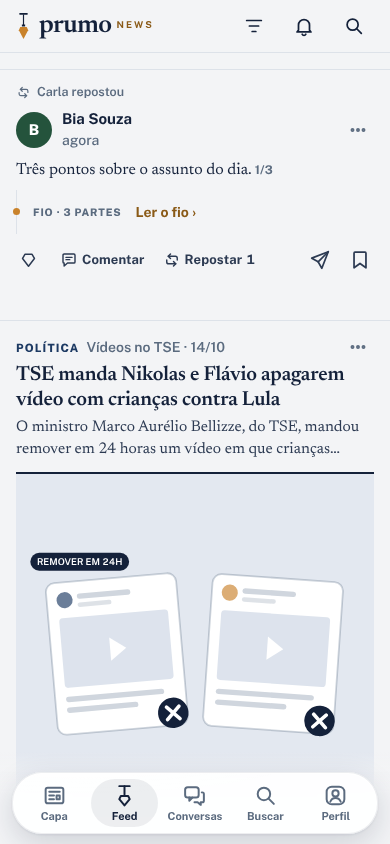 prumo NEWS
Carla repostou
B
Bia Souza
agora
Três pontos sobre o assunto do dia. 1/3
FIO · 3 PARTES Ler o fio ›
Comentar Repostar 1
POLÍTICA Vídeos no TSE · 14/10
TSE manda Nikolas e Flávio apagarem
vídeo com crianças contra Lula
O ministro Marco Aurélio Bellizze, do TSE, mandou
remover em 24 horas um vídeo em que crianças…
REMOVER EM 24H
Capa Feed Conversas Buscar Perfil